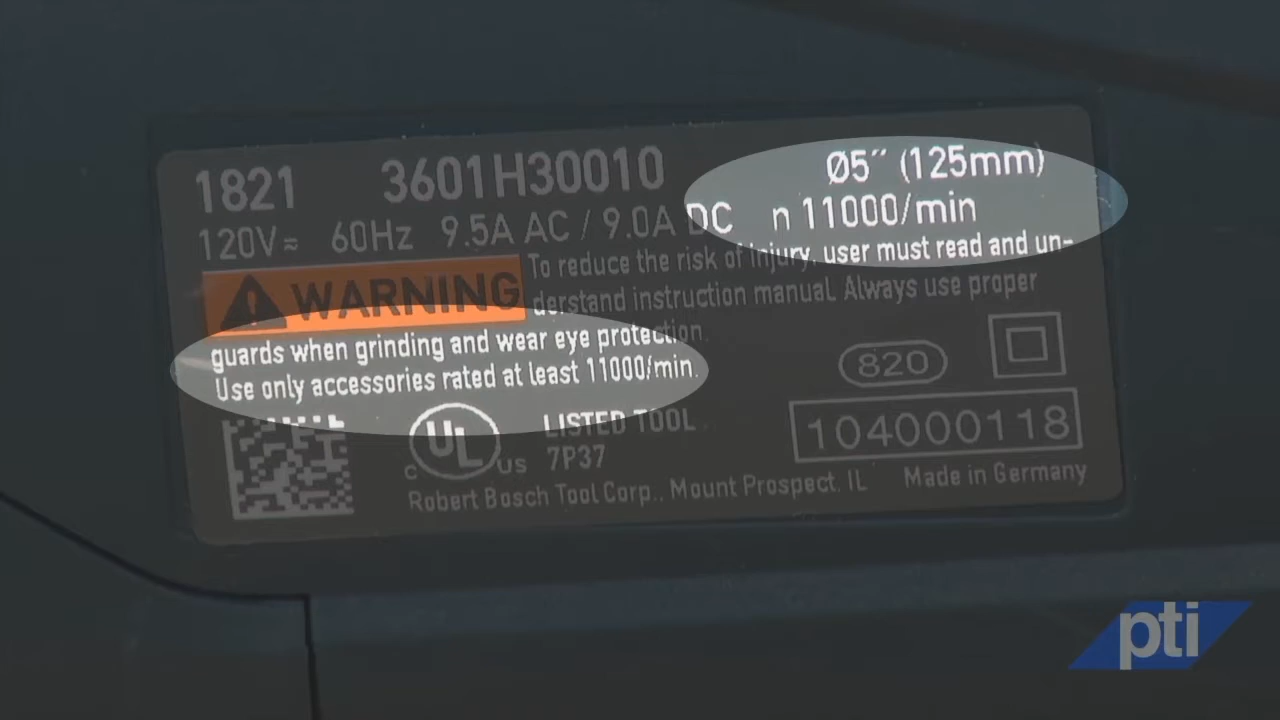 1821 3601H30010 Ø5″ (125mm)
120V≂ 60Hz 9.5A AC / 9.0A DC n 11000/min
WARNING To reduce the risk of injury, user must read and un-
derstand instruction manual. Always use proper
guards when grinding and wear eye protection.
Use only accessories rated at least 11000/min.
820
104000118
C UL US LISTED TOOL
7P37
Robert Bosch Tool Corp., Mount Prospect, IL Made in Germany
pti